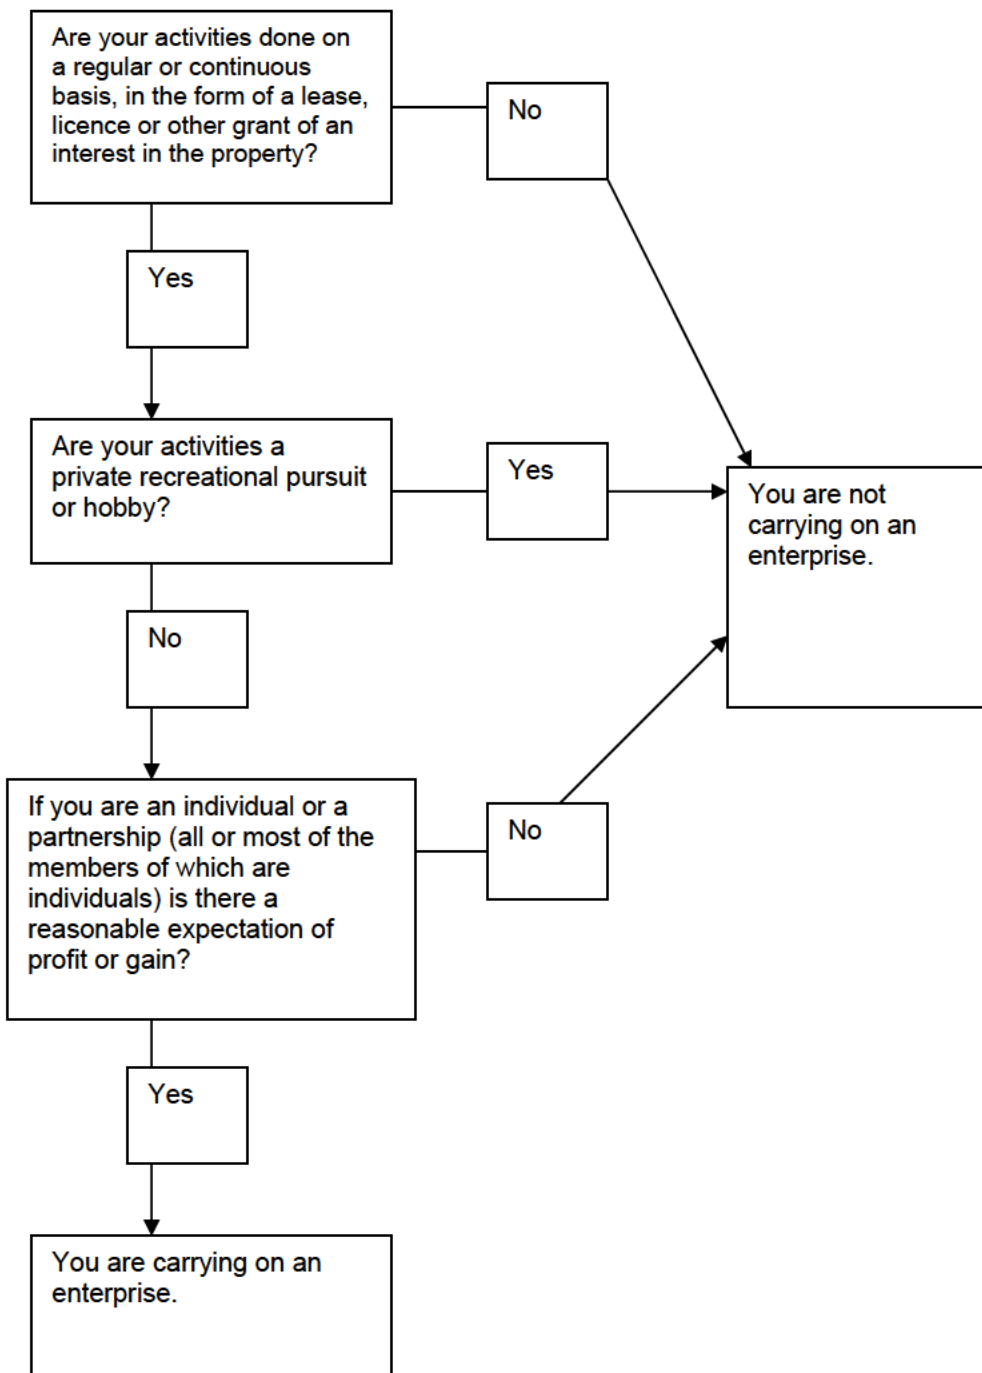 Are your activities done on
a regular or continuous
basis, in the form of a lease,
licence or other grant of an
interest in the property?
No
Yes
Are your activities a
private recreational pursuit
or hobby?
Yes
You are not
carrying on an
enterprise.
No
If you are an individual or a
partnership (all or most of the
members of which are
individuals) is there a
reasonable expectation of
profit or gain?
No
Yes
You are carrying on an
enterprise.